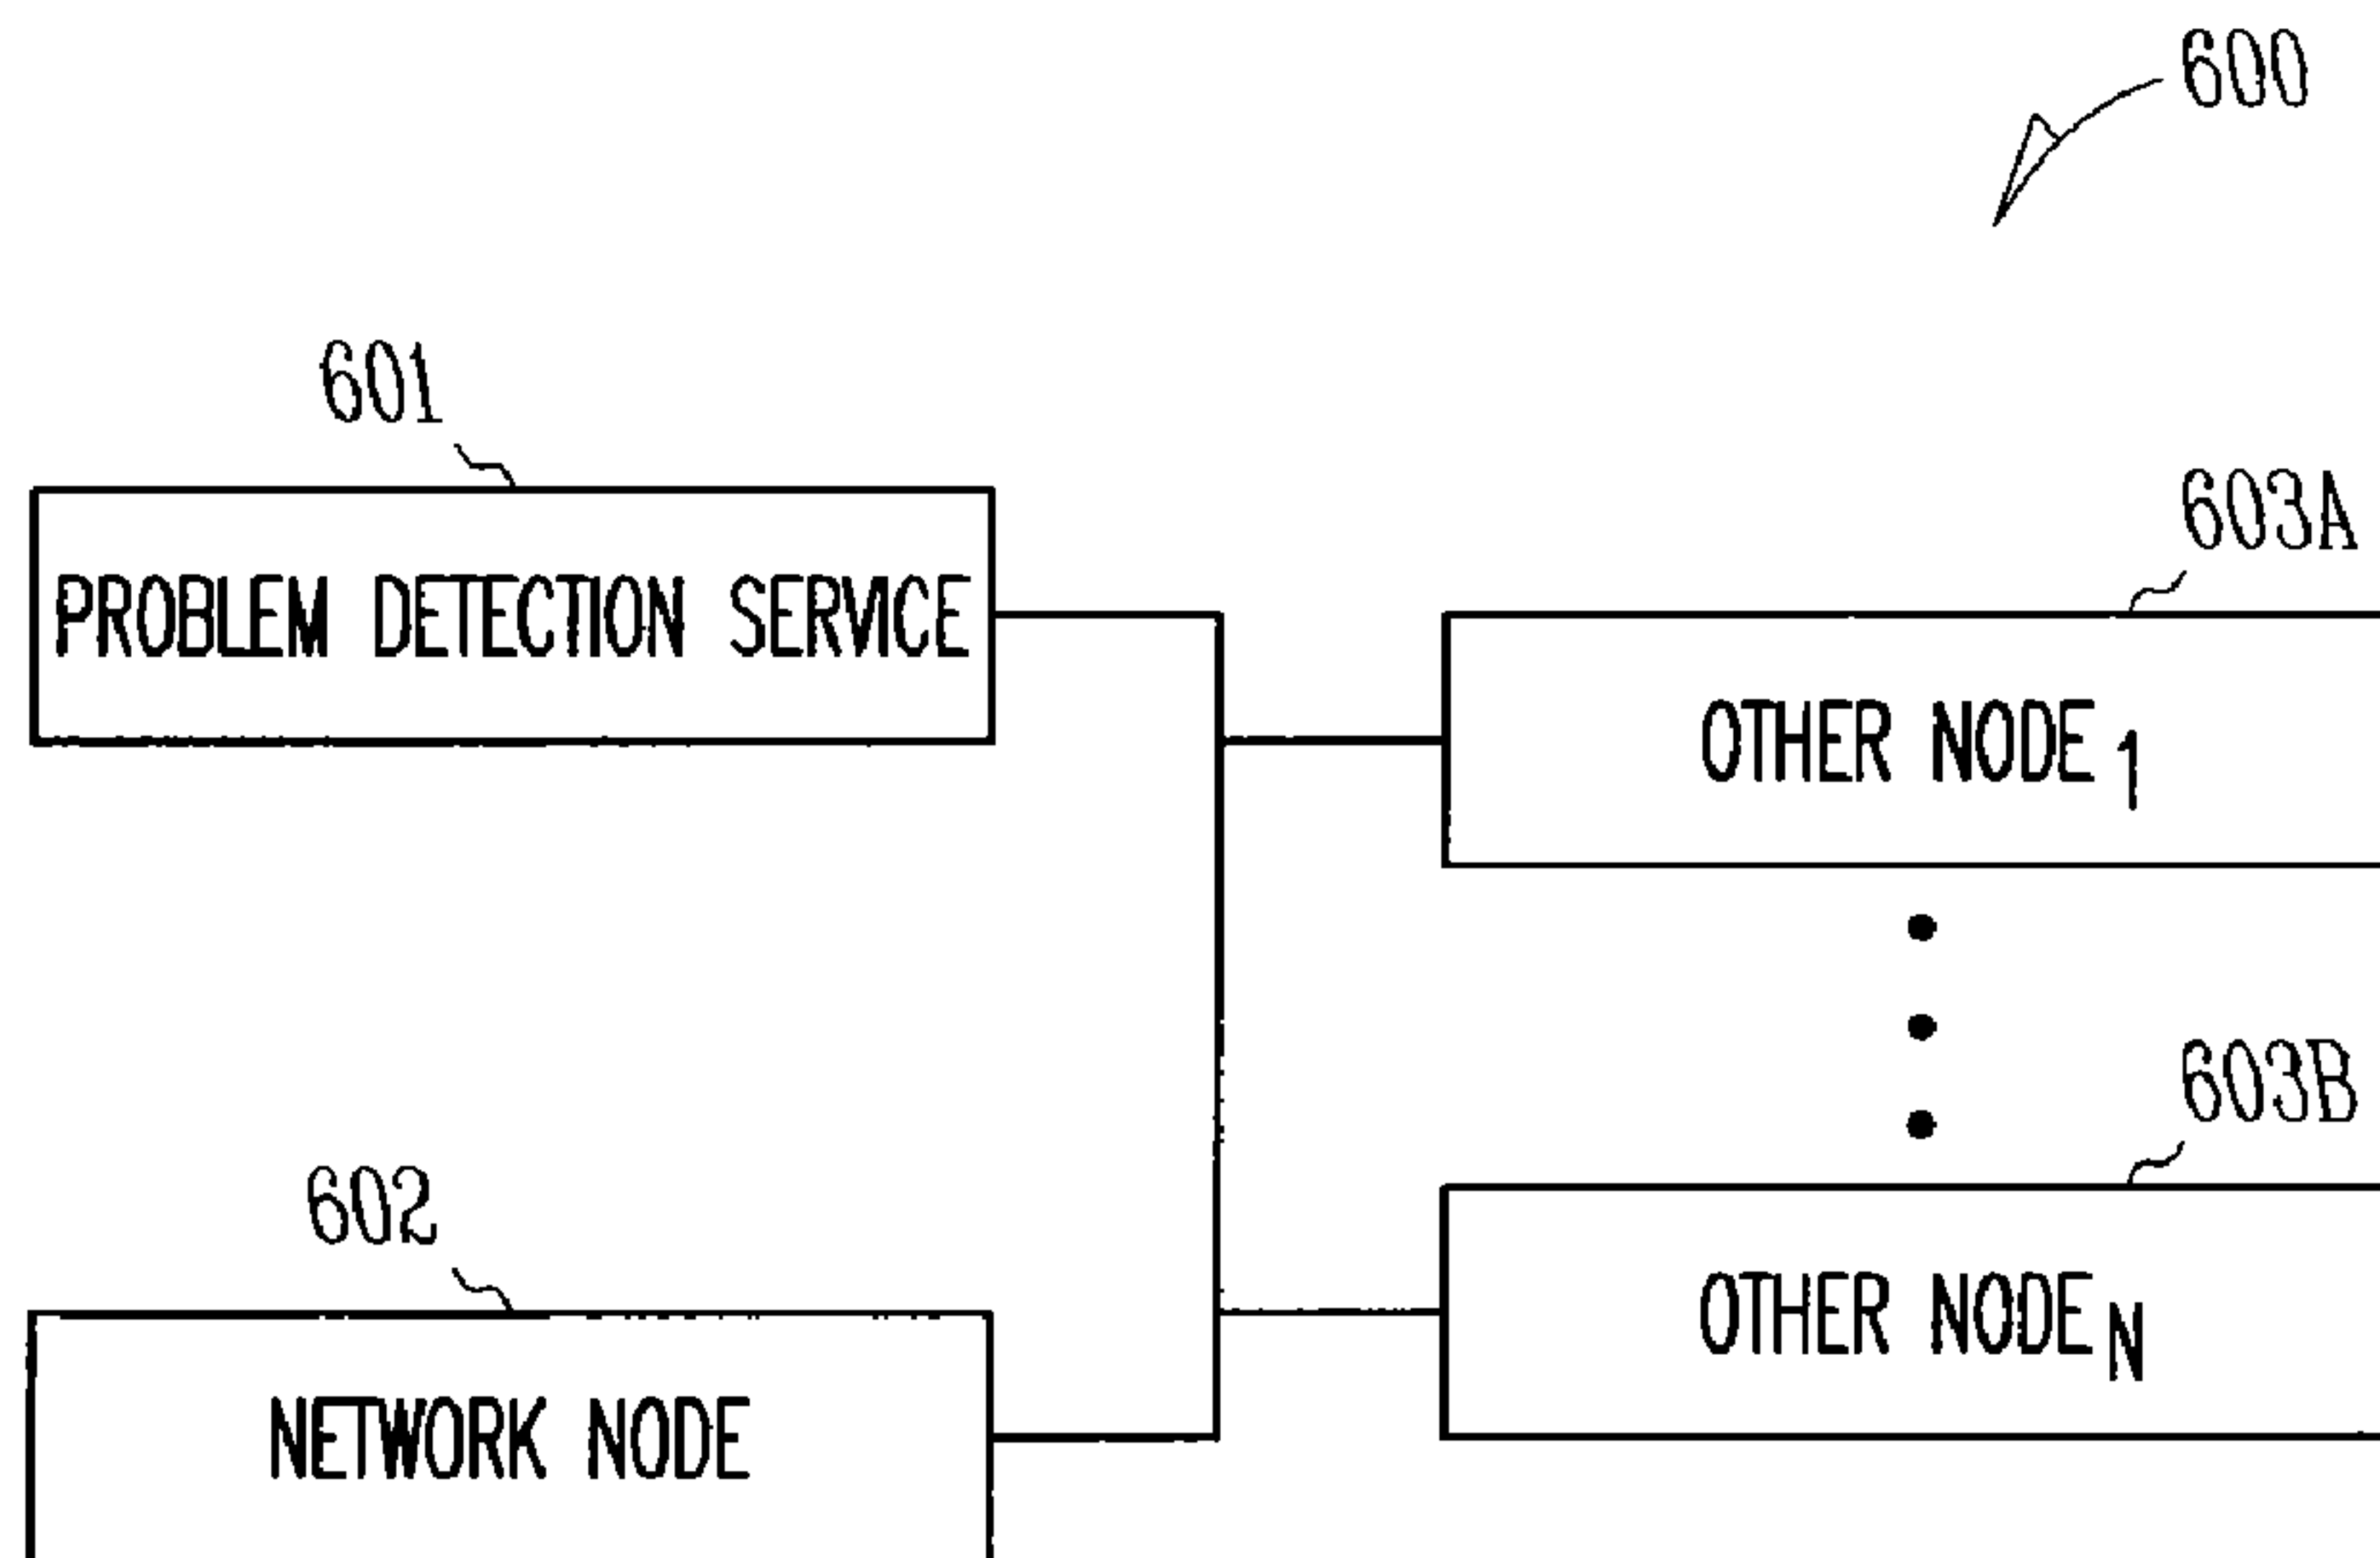 600
601
603A
PROBLEM DETECTION SERVICE
OTHER NODE 1
603B
602
OTHER NODE N
NETWORK NODE